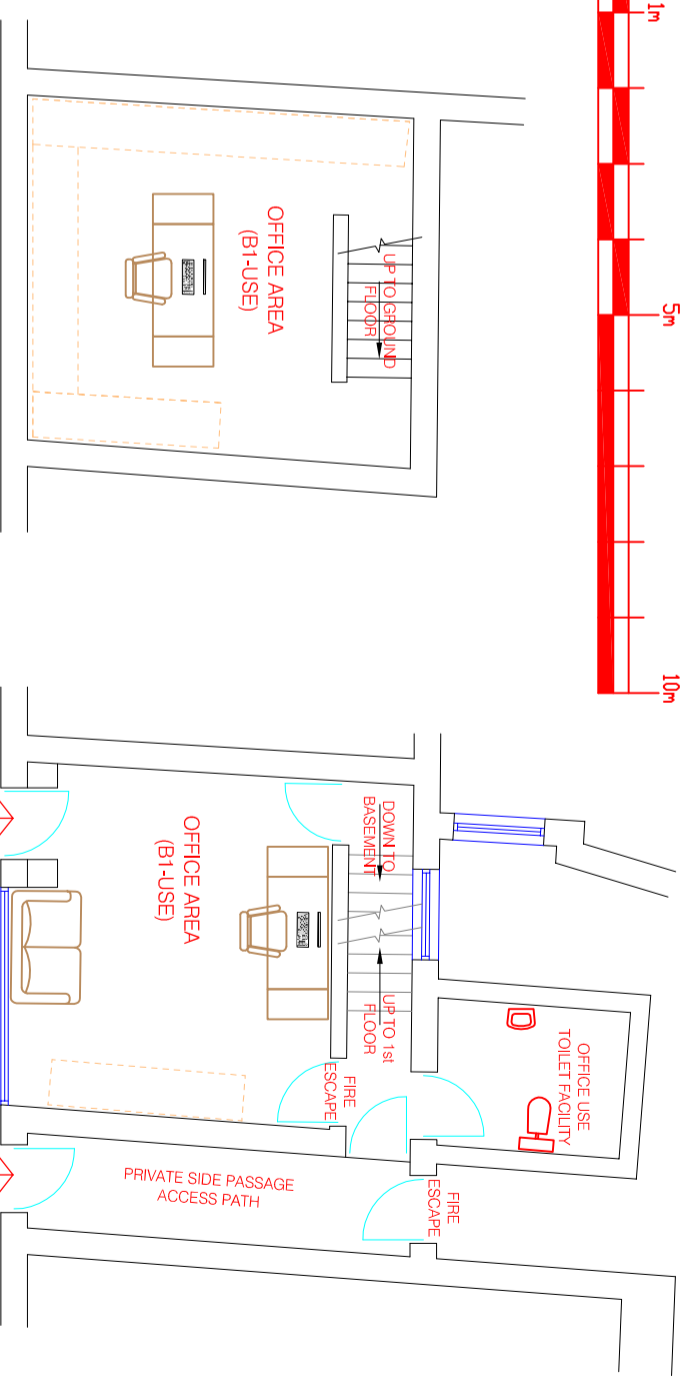 1m
5m
10m
OFFICE AREA
(B1-USE)
UP TO GROUND
FLOOR
OFFICE AREA
(B1-USE)
DOWN TO
BASEMENT
UP TO 1st
FLOOR
FIRE
ESCAPE
OFFICE USE
TOILET FACILITY
FIRE
ESCAPE
PRIVATE SIDE PASSAGE
ACCESS PATH